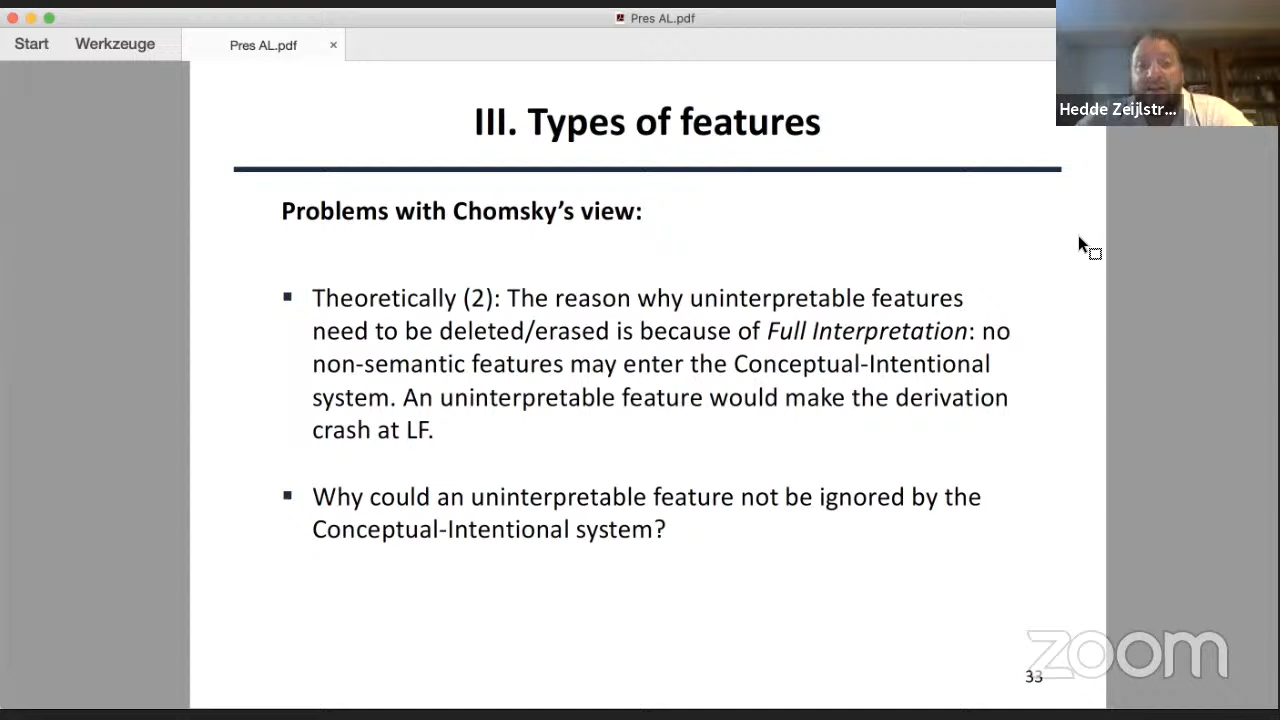 Pres AL.pdf
Start Werkzeuge Pres AL.pdf ×
Hedde Zeijlstr...
III. Types of features
Problems with Chomsky's view:
▪ Theoretically (2): The reason why uninterpretable features
need to be deleted/erased is because of Full Interpretation: no
non-semantic features may enter the Conceptual-Intentional
system. An uninterpretable feature would make the derivation
crash at LF.
▪ Why could an uninterpretable feature not be ignored by the
Conceptual-Intentional system?
zoom
33